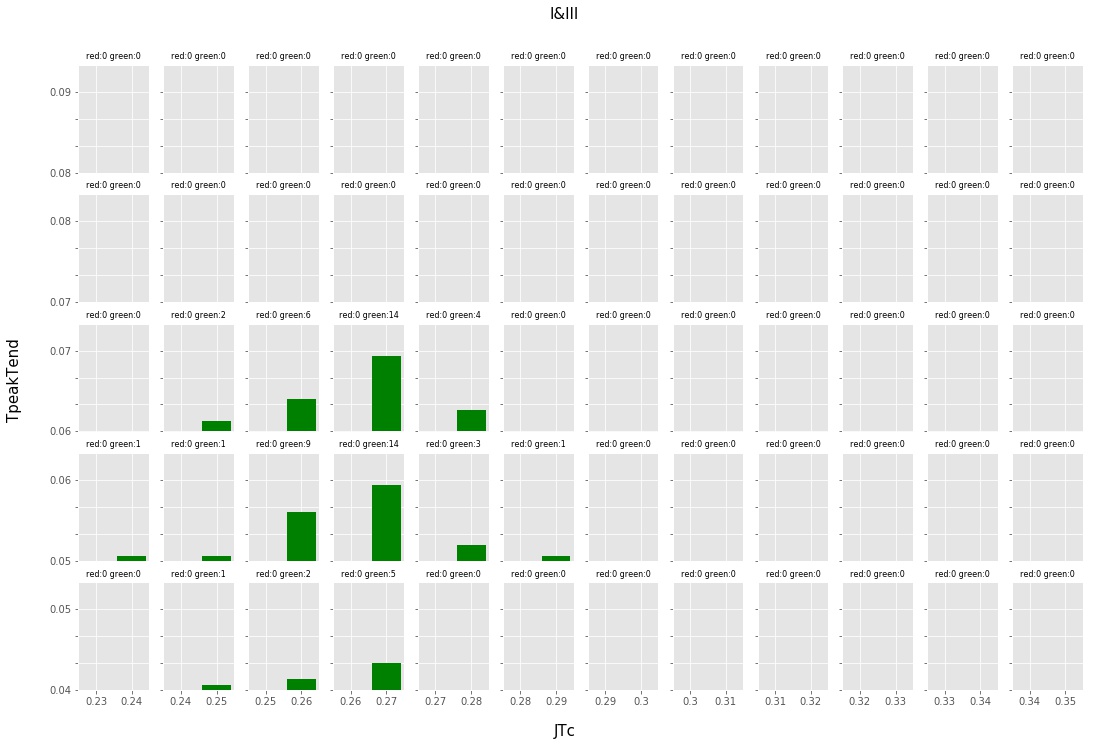 I&III
red:0 green:0 red:0 green:0 red:0 green:0 red:0 green:0 red:0 green:0 red:0 green:0 red:0 green:0 red:0 green:0 red:0 green:0 red:0 green:0 red:0 green:0 red:0 green:0
0.09
0.08
red:0 green:0 red:0 green:0 red:0 green:0 red:0 green:0 red:0 green:0 red:0 green:0 red:0 green:0 red:0 green:0 red:0 green:0 red:0 green:0 red:0 green:0 red:0 green:0
0.08
0.07
red:0 green:0 red:0 green:2 red:0 green:6 red:0 green:14 red:0 green:4 red:0 green:0 red:0 green:0 red:0 green:0 red:0 green:0 red:0 green:0 red:0 green:0 red:0 green:0
0.07
0.06
TpeakTend
red:0 green:1 red:0 green:1 red:0 green:9 red:0 green:14 red:0 green:3 red:0 green:1 red:0 green:0 red:0 green:0 red:0 green:0 red:0 green:0 red:0 green:0 red:0 green:0
0.06
0.05
red:0 green:0 red:0 green:1 red:0 green:2 red:0 green:5 red:0 green:0 red:0 green:0 red:0 green:0 red:0 green:0 red:0 green:0 red:0 green:0 red:0 green:0 red:0 green:0
0.05
0.04
0.23 0.24 0.24 0.25 0.25 0.26 0.26 0.27 0.27 0.28 0.28 0.29 0.29 0.3 0.3 0.31 0.31 0.32 0.32 0.33 0.33 0.34 0.34 0.35
JTc